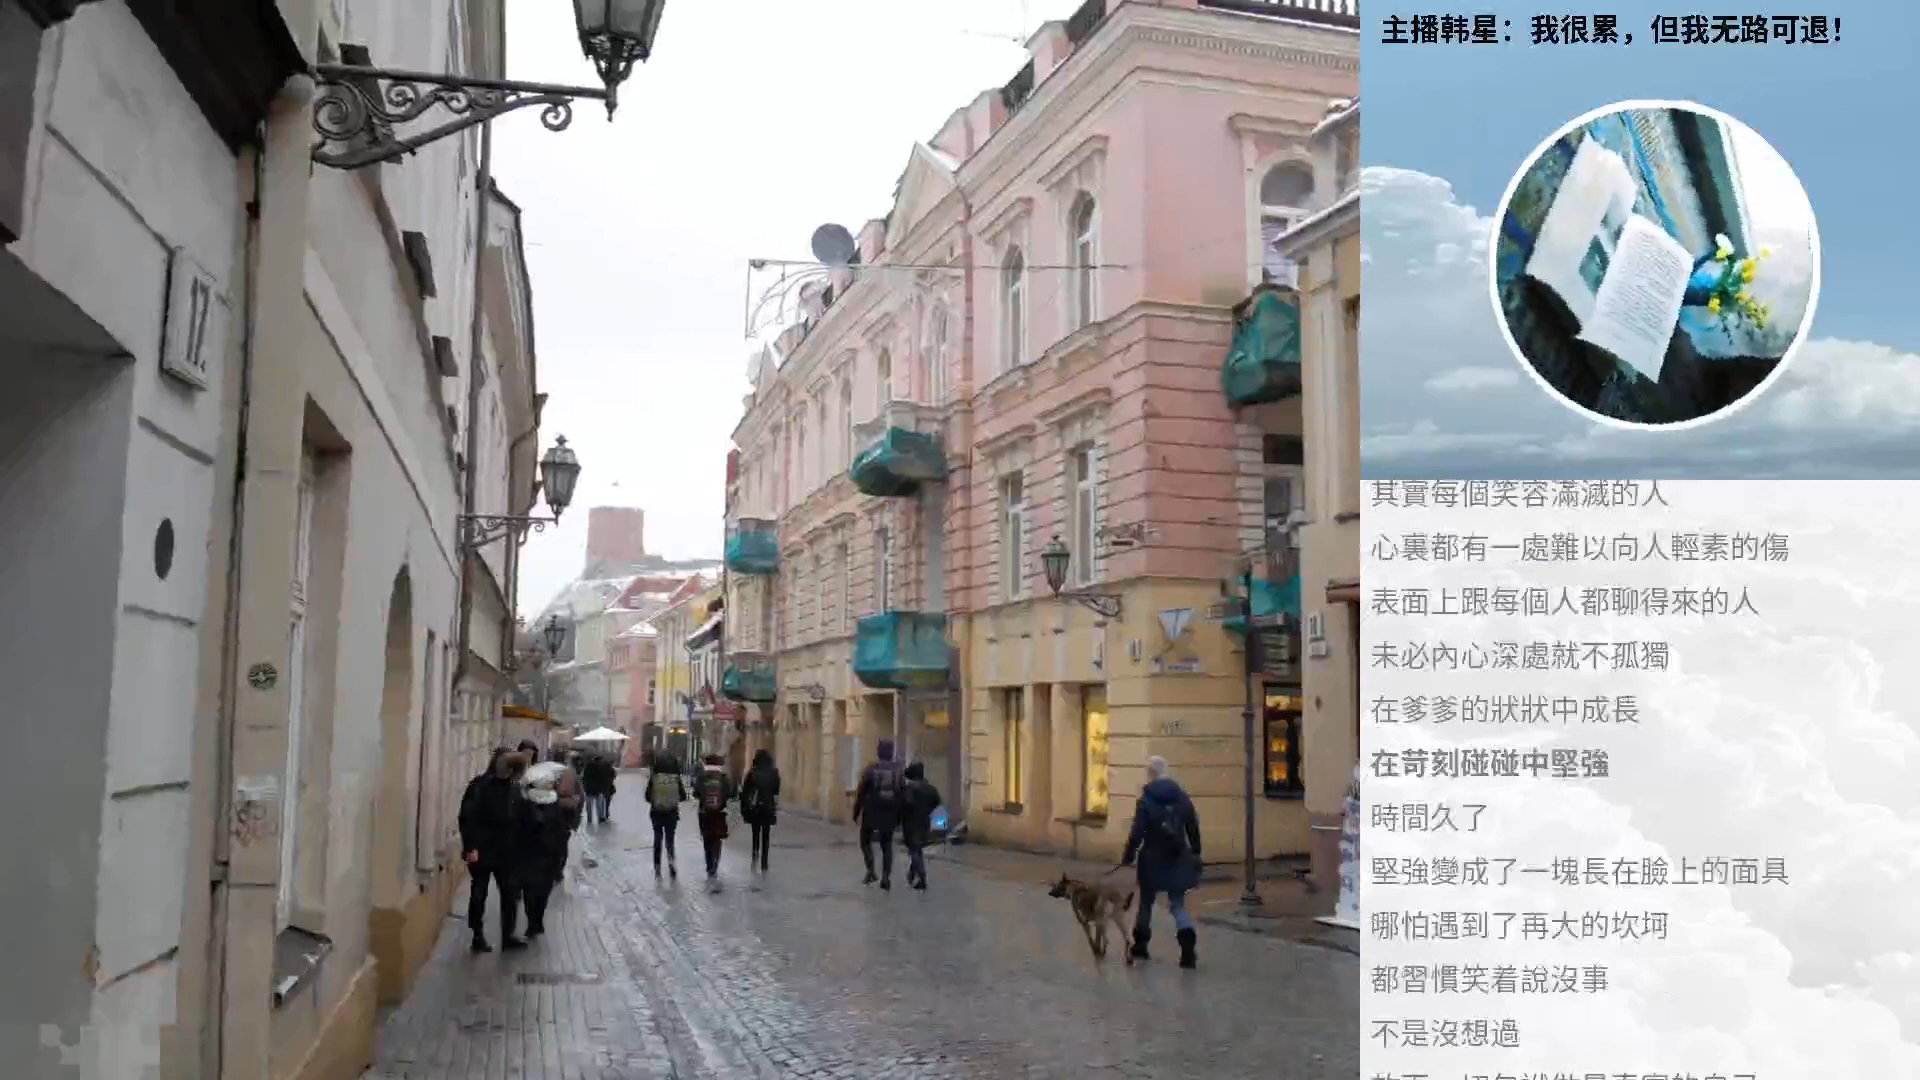 12
主播韩星：我很累，但我无路可退！
其實每個笑容滿滅的人
心裏都有一處難以向人輕素的傷
表面上跟每個人都聊得來的人
未必內心深處就不孤獨
在爹爹的狀狀中成長
在苛刻碰碰中堅強
時間久了
堅強變成了一塊長在臉上的面具
哪怕遇到了再大的坎坷
都習慣笑着說沒事
不是沒想過